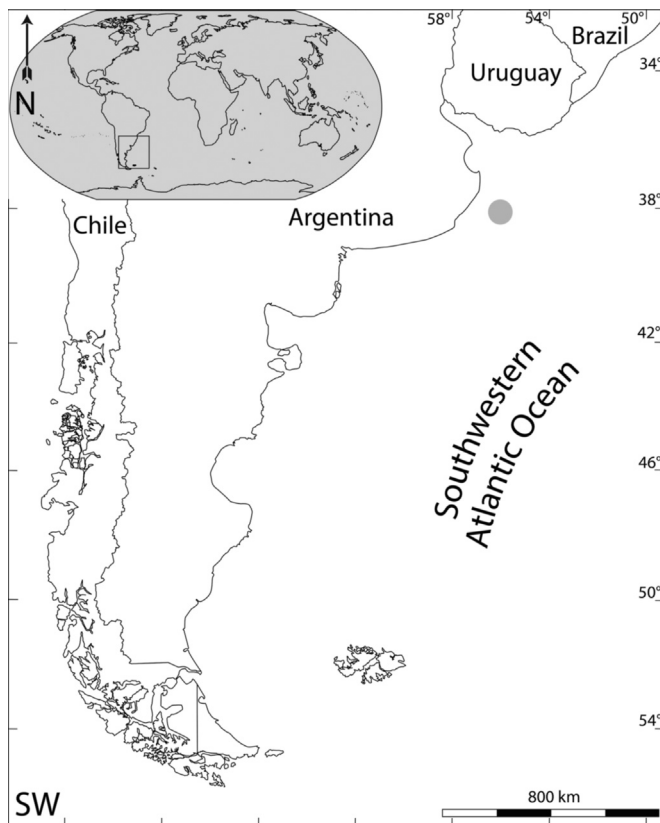 58°
54°
50°
Brazil
Uruguay
34°
N
38°
Chile
Argentina
42°
Southwestern
Atlantic Ocean
46°
50°
54°
SW
800 km